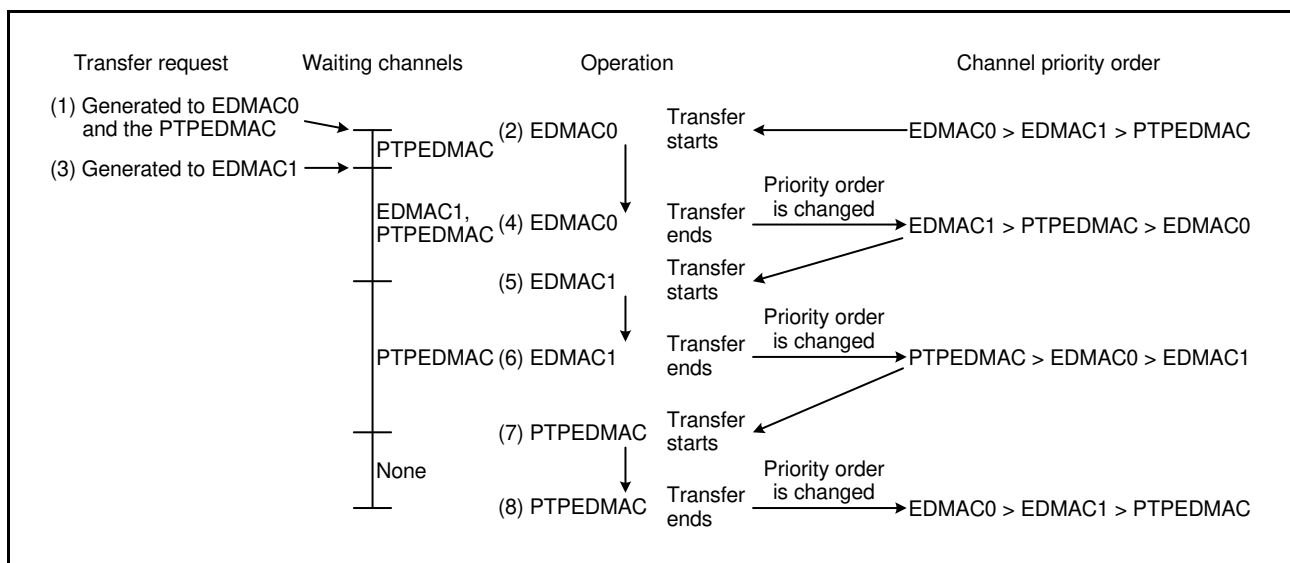 Transfer request
Waiting channels
Operation
Channel priority order
(1) Generated to EDMAC0
and the PTPEDMAC
PTPEDMAC
(2) EDMAC0
Transfer
starts
EDMAC0 > EDMAC1 > PTPEDMAC
(3) Generated to EDMAC1
EDMAC1,
PTPEDMAC
(4) EDMAC0
Transfer
ends
Priority order
is changed
EDMAC1 > PTPEDMAC > EDMAC0
(5) EDMAC1
Transfer
starts
PTPEDMAC
(6) EDMAC1
Transfer
ends
Priority order
is changed
PTPEDMAC > EDMAC0 > EDMAC1
(7) PTPEDMAC
Transfer
starts
None
(8) PTPEDMAC
Transfer
ends
Priority order
is changed
EDMAC0 > EDMAC1 > PTPEDMAC